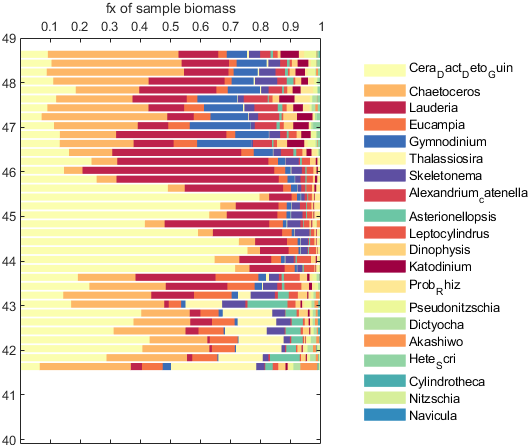 fx of sample biomass
0.1 0.2 0.3 0.4 0.5 0.6 0.7 0.8 0.9 1
49
48
47
46
45
44
43
42
41
40
Cera_Dact_Deto_Guin
Chaetoceros
Lauderia
Eucampia
Gymnodinium
Thalassiosira
Skeletonema
Alexandrium_catenella
Asterionellopsis
Leptocylindrus
Dinophysis
Katodinium
Prob_Rhiz
Pseudonitzschia
Dictyocha
Akashiwo
Hete_Scri
Cylindrotheca
Nitzschia
Navicula